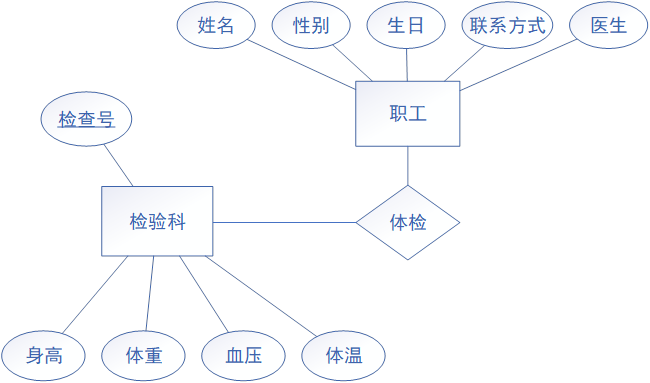 姓名
性别
生日
联系方式
医生
职工
检查号
检验科
体检
身高
体重
血压
体温